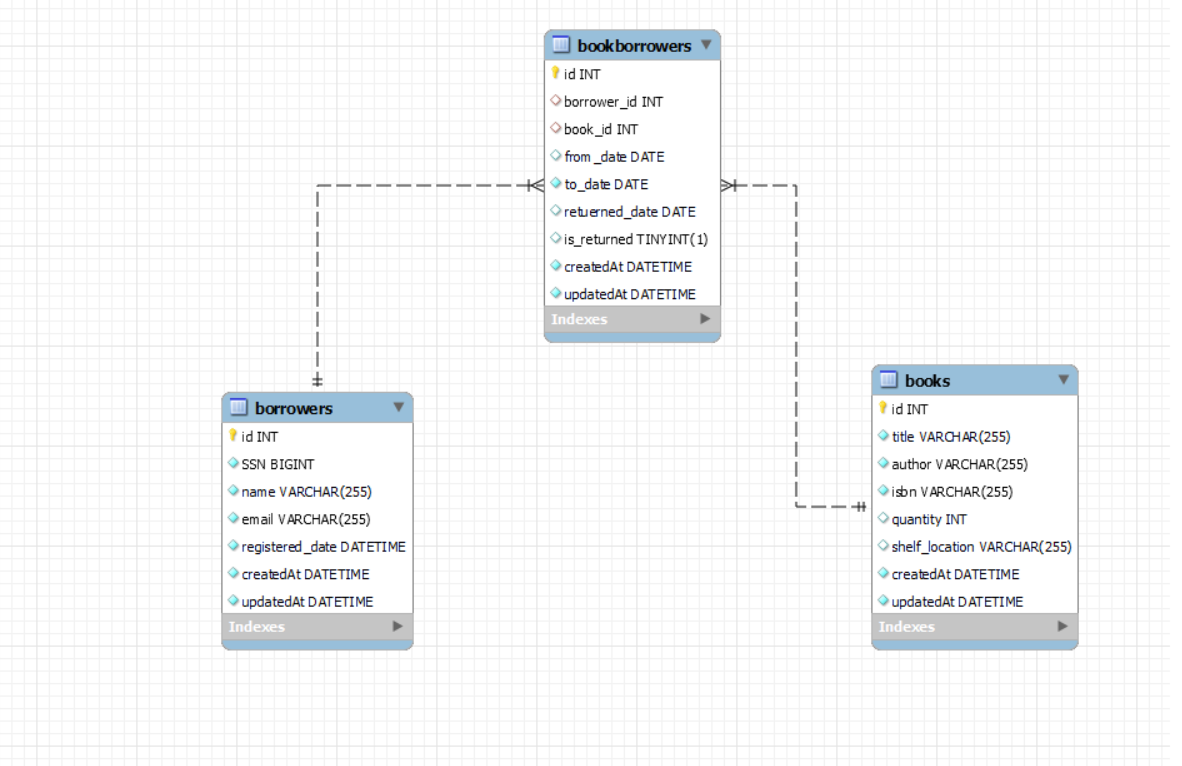 bookborrowers
id INT
borrower_id INT
book_id INT
from_date DATE
to_date DATE
retuerned_date DATE
is_returned TINYINT(1)
createdAt DATETIME
updatedAt DATETIME
Indexes
borrowers
id INT
SSN BIGINT
name VARCHAR(255)
email VARCHAR(255)
registered_date DATETIME
createdAt DATETIME
updatedAt DATETIME
Indexes
books
id INT
title VARCHAR(255)
author VARCHAR(255)
isbn VARCHAR(255)
quantity INT
shelf_location VARCHAR(255)
createdAt DATETIME
updatedAt DATETIME
Indexes